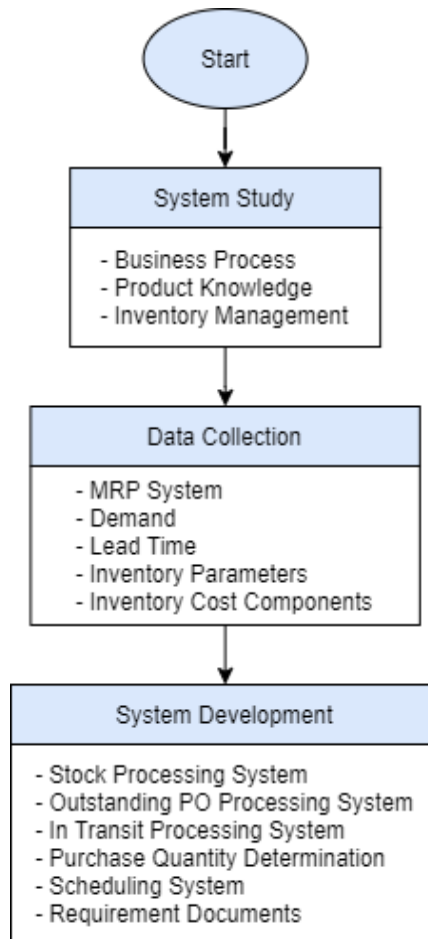 Start
System Study
- Business Process
- Product Knowledge
- Inventory Management
Data Collection
- MRP System
- Demand
- Lead Time
- Inventory Parameters
- Inventory Cost Components
System Development
- Stock Processing System
- Outstanding PO Processing System
- In Transit Processing System
- Purchase Quantity Determination
- Scheduling System
- Requirement Documents